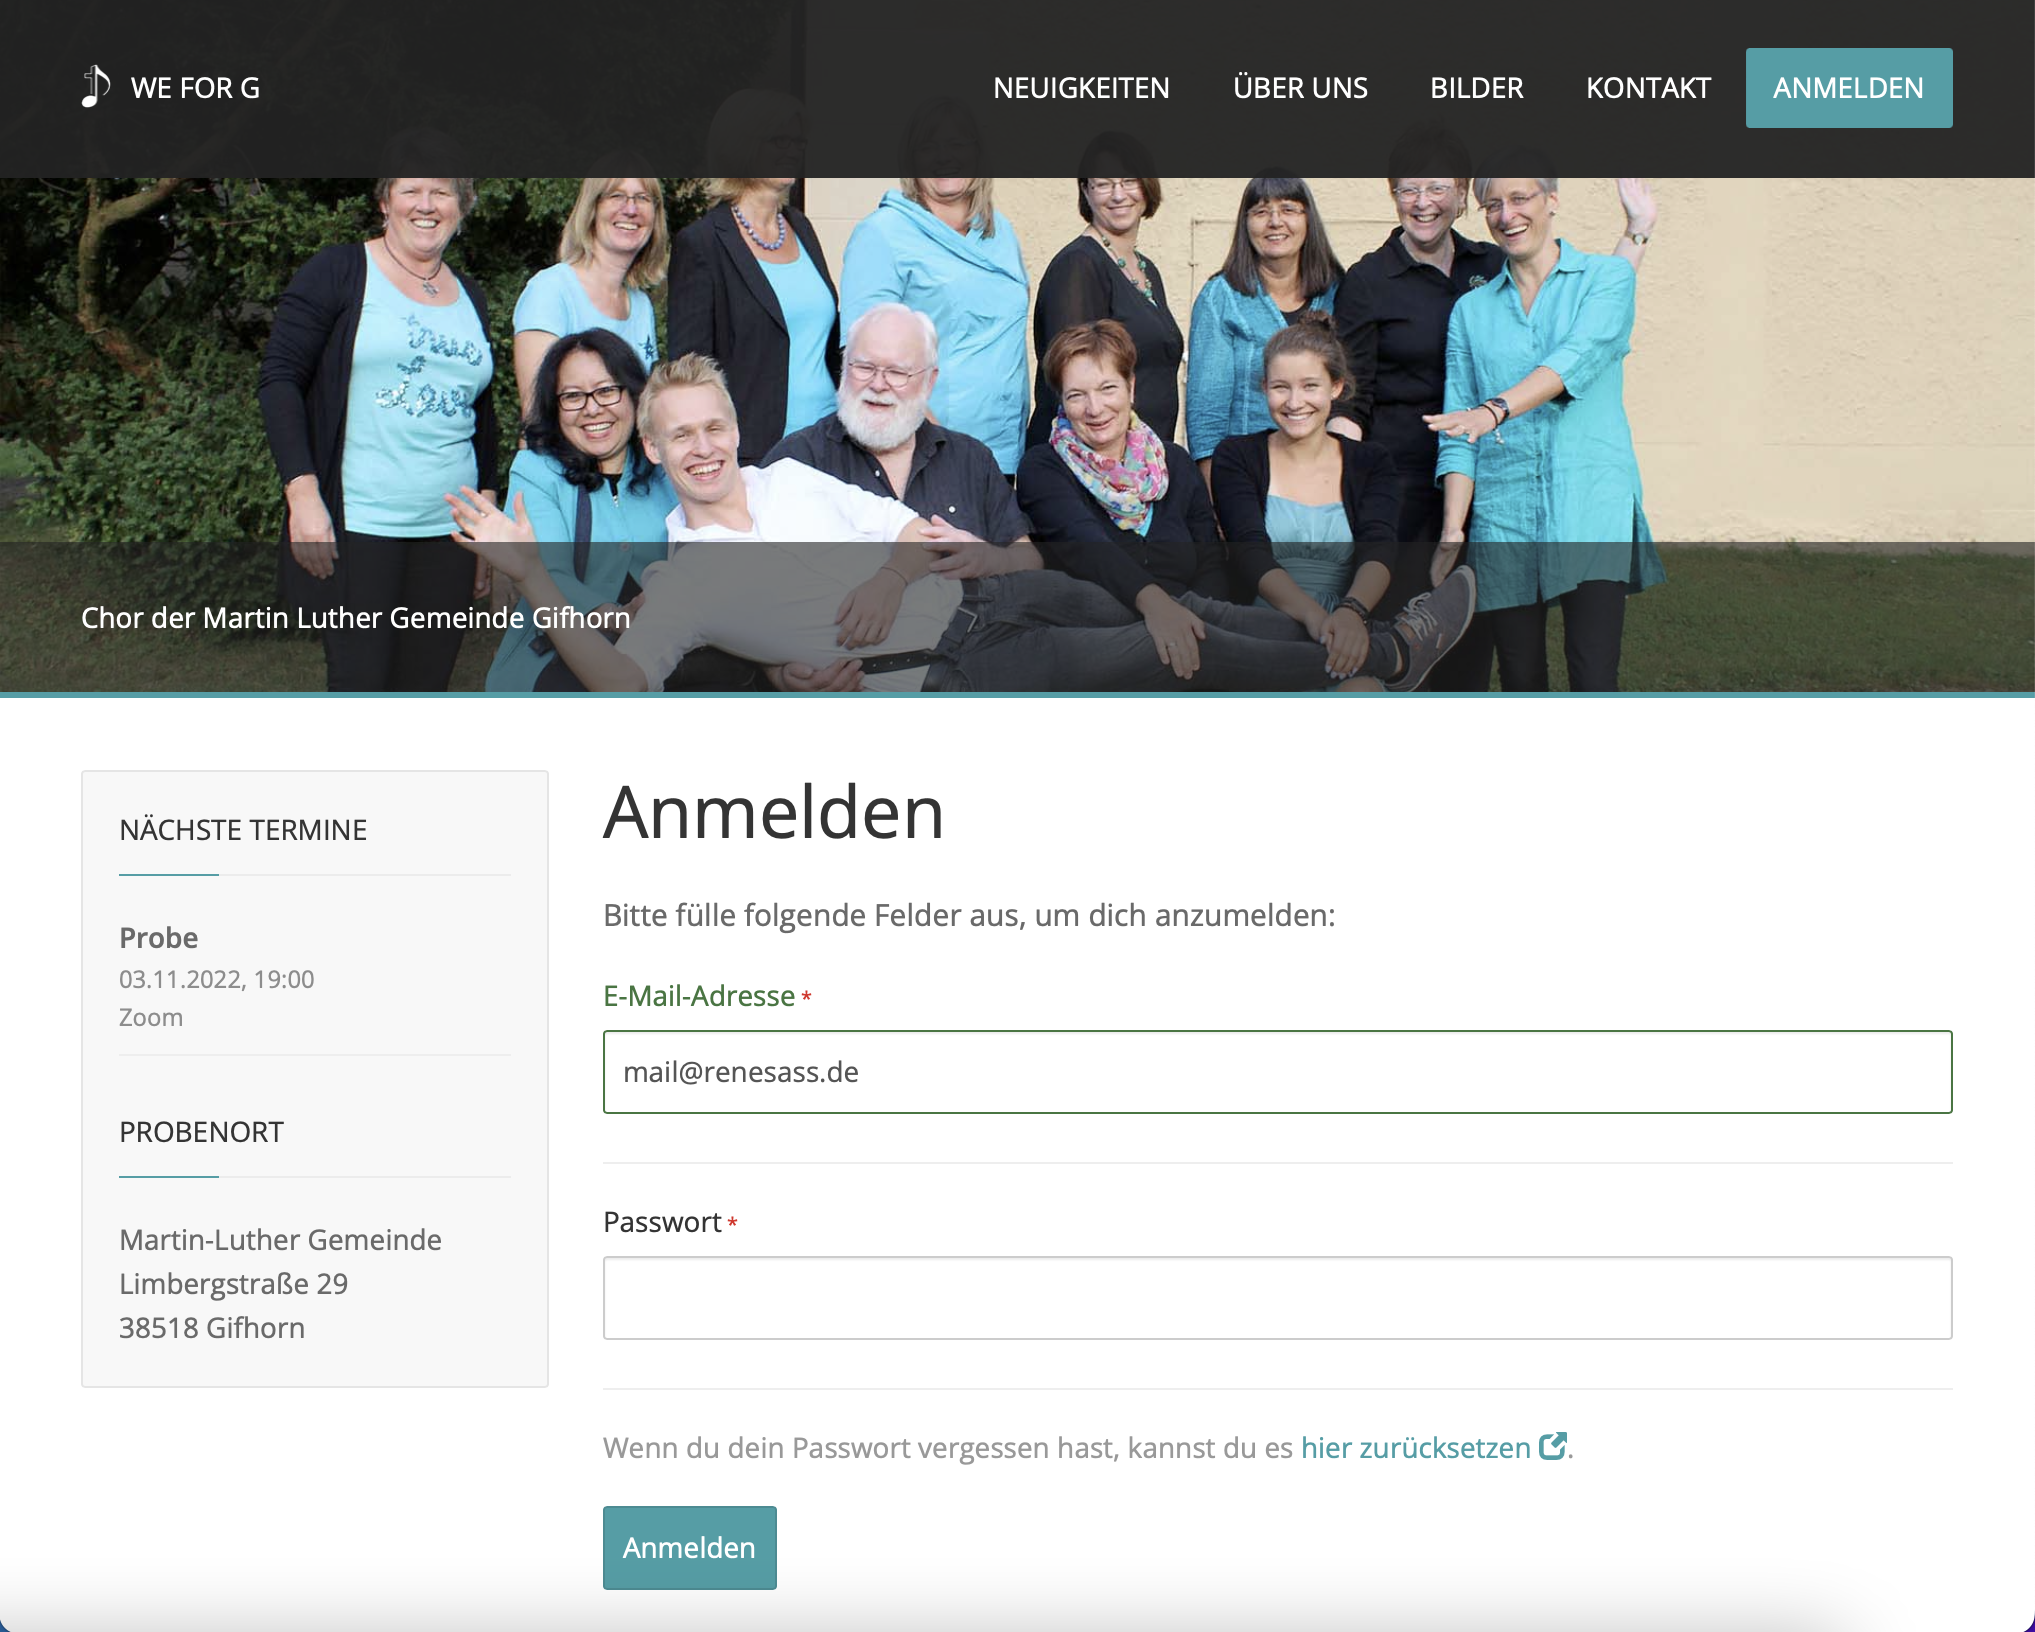 WE FOR G
NEUIGKEITEN
ÜBER UNS
BILDER
KONTAKT
ANMELDEN
true
Love
Chor der Martin Luther Gemeinde Gifhorn
NÄCHSTE TERMINE
Probe
03.11.2022, 19:00
Zoom
PROBENORT
Martin-Luther Gemeinde
Limbergstraße 29
38518 Gifhorn
Anmelden
Bitte fülle folgende Felder aus, um dich anzumelden:
E-Mail-Adresse *
mail@renesass.de
Passwort *
Wenn du dein Passwort vergessen hast, kannst du es hier zurücksetzen.
Anmelden